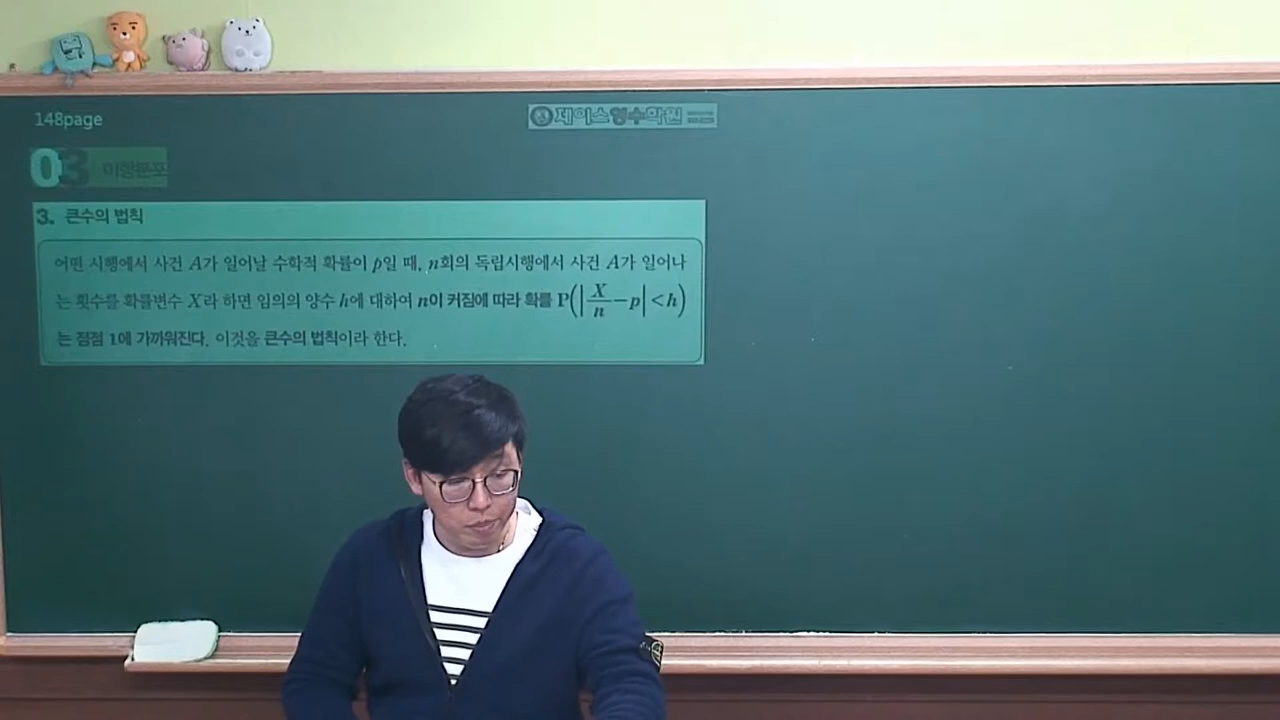 148page
제이스영수학원
03 이항분포
3. 큰수의 법칙
어떤 시행에서 사건 A가 일어날 수학적 확률이 p일 때, n회의 독립시행에서 사건 A가 일어나
는 횟수를 확률변수 X라 하면 임의의 양수 h에 대하여 n이 커짐에 따라 확률 P(|X/n−p|<h)
는 점점 1에 가까워진다. 이것을 큰수의 법칙이라 한다.